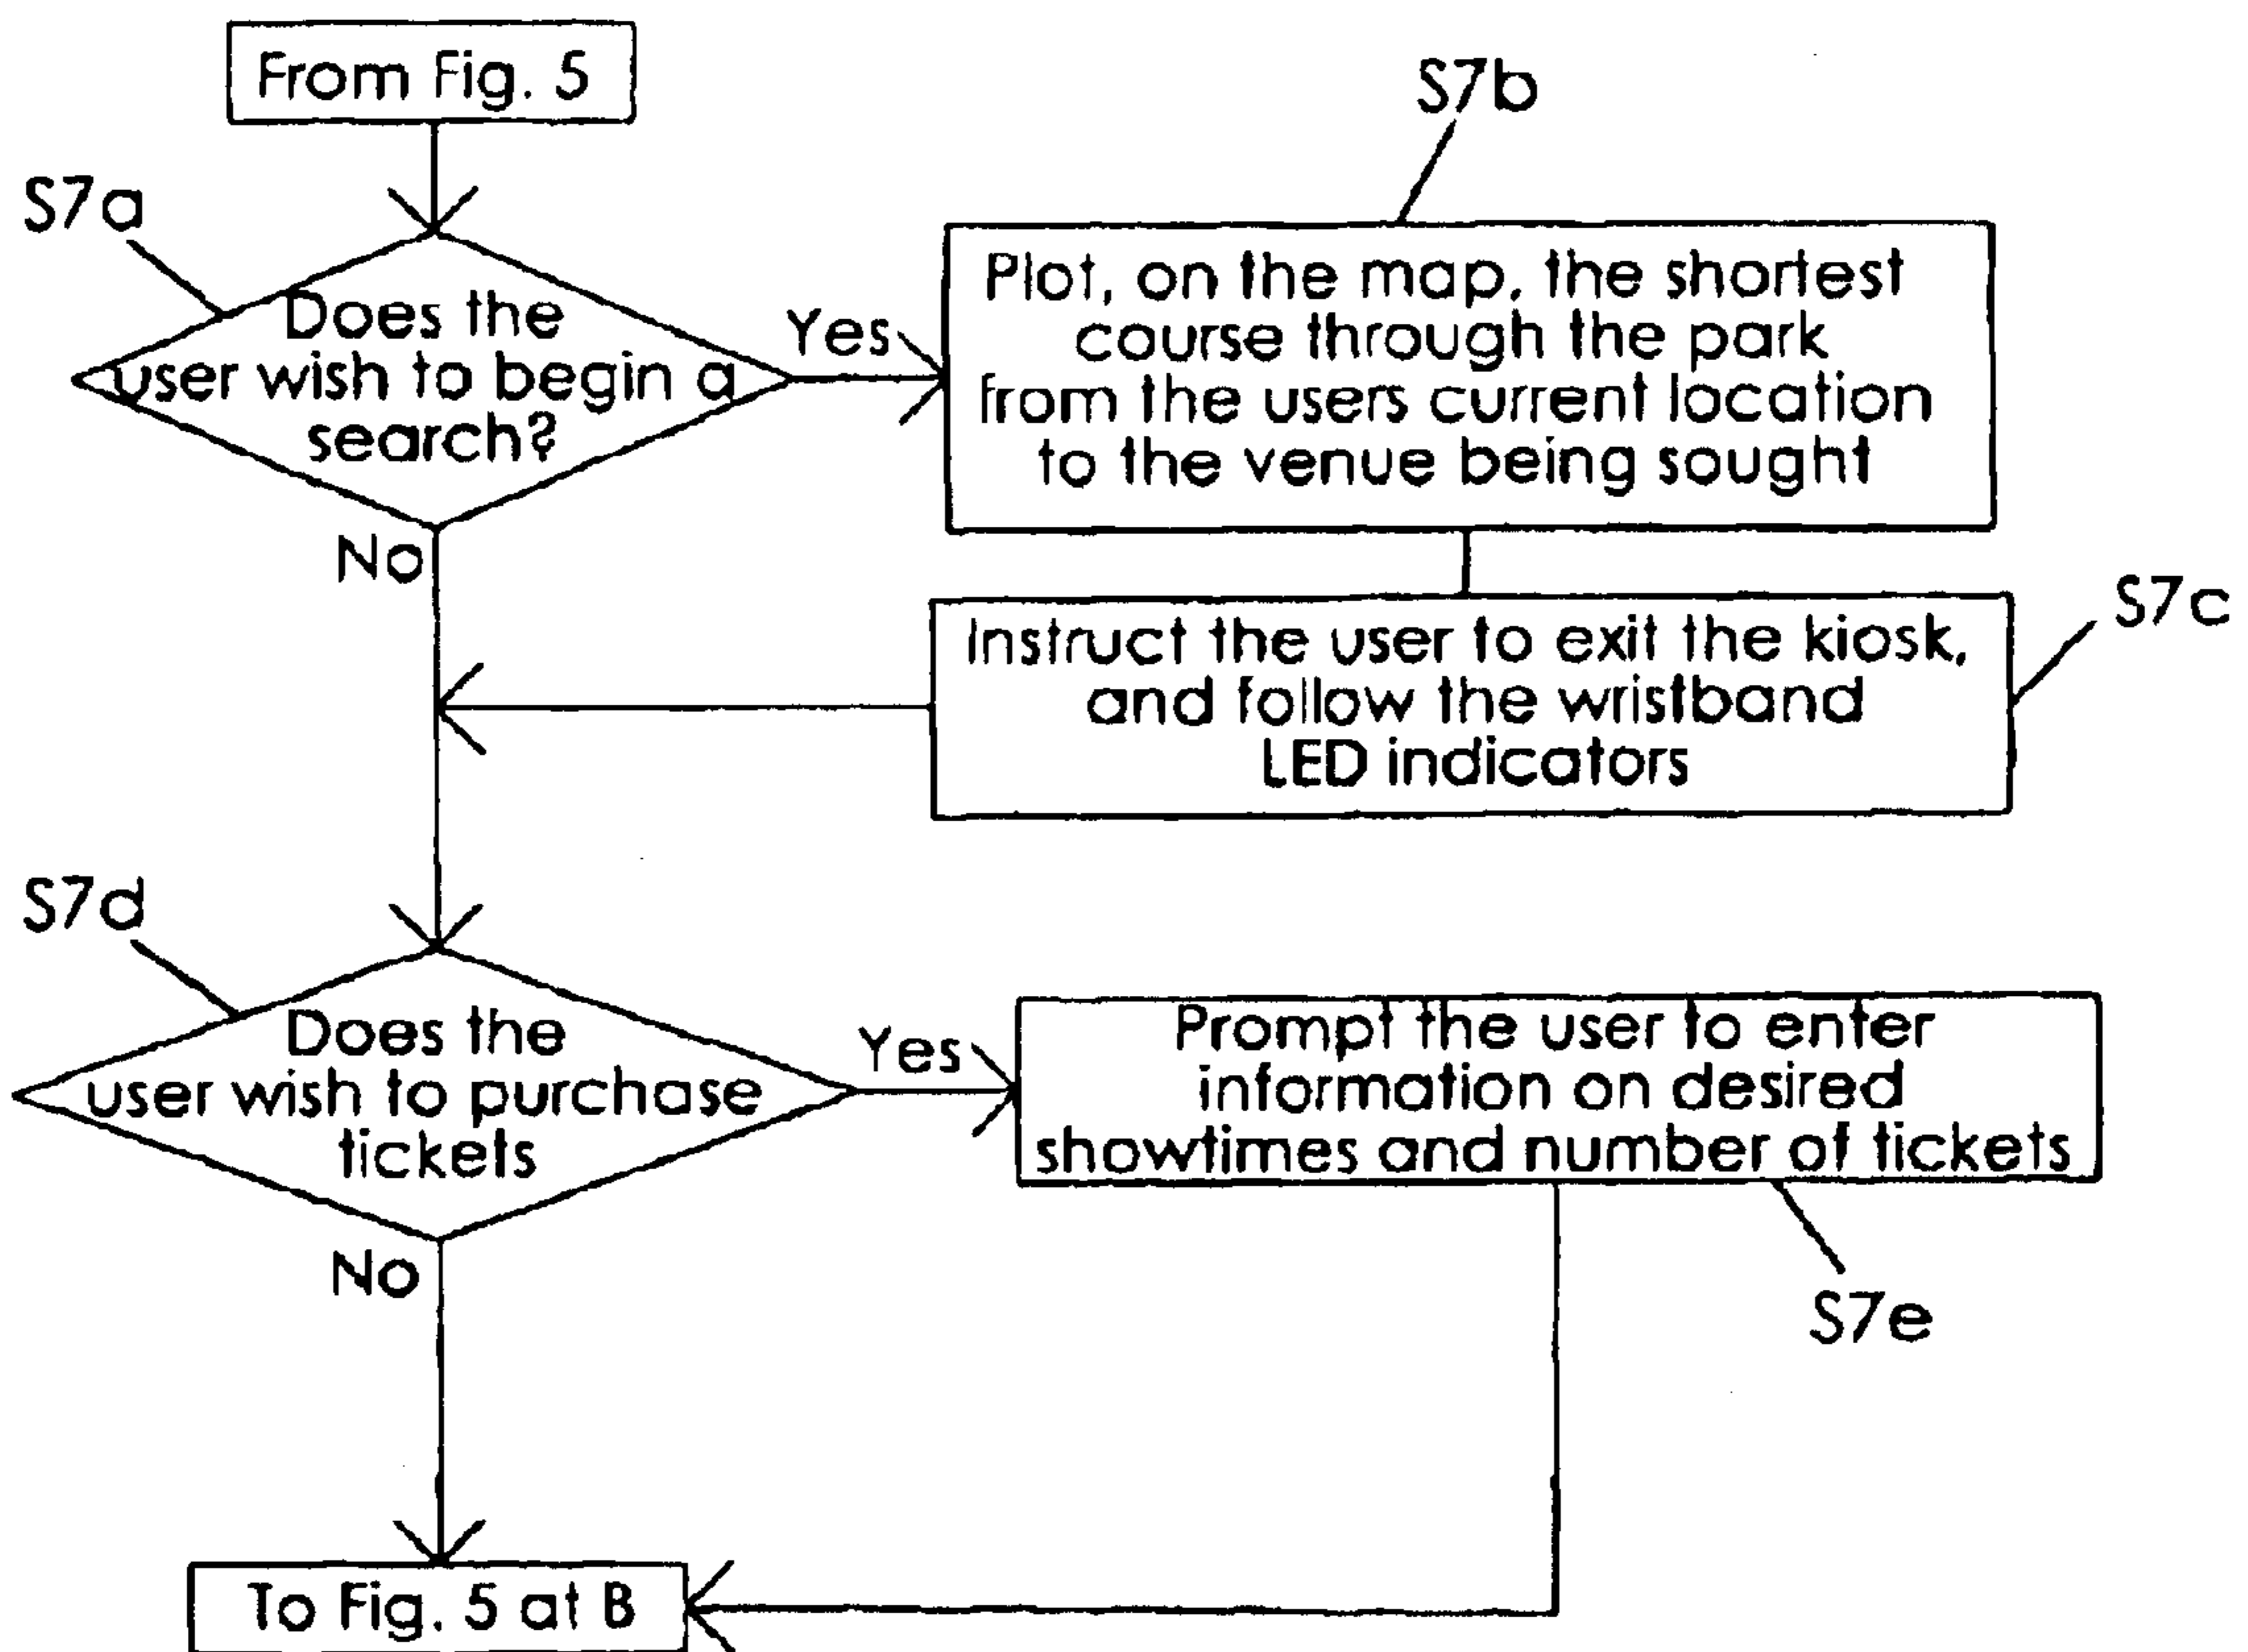 From Fig. 5
S7a
Does the
user wish to begin a
search?
Yes
No
S7b
Plot, on the map, the shortest
course through the park
from the users current location
to the venue being sought
S7c
Instruct the user to exit the kiosk,
and follow the wristband
LED indicators
S7d
Does the
user wish to purchase
tickets
Yes
No
Prompt the user to enter
information on desired
showtimes and number of tickets
S7e
To Fig. 5 at B